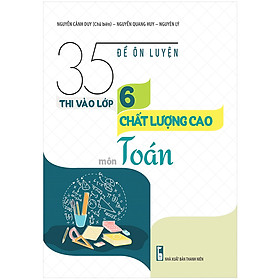 NGUYỄN CẢNH DUY (Chủ biên) – NGUYỄN QUANG HUY – NGUYÊN LÝ
35 ĐỀ ÔN LUYỆN
THI VÀO LỚP 6
CHẤT LƯỢNG CAO
môn Toán
NHÀ XUẤT BẢN THANH NIÊN